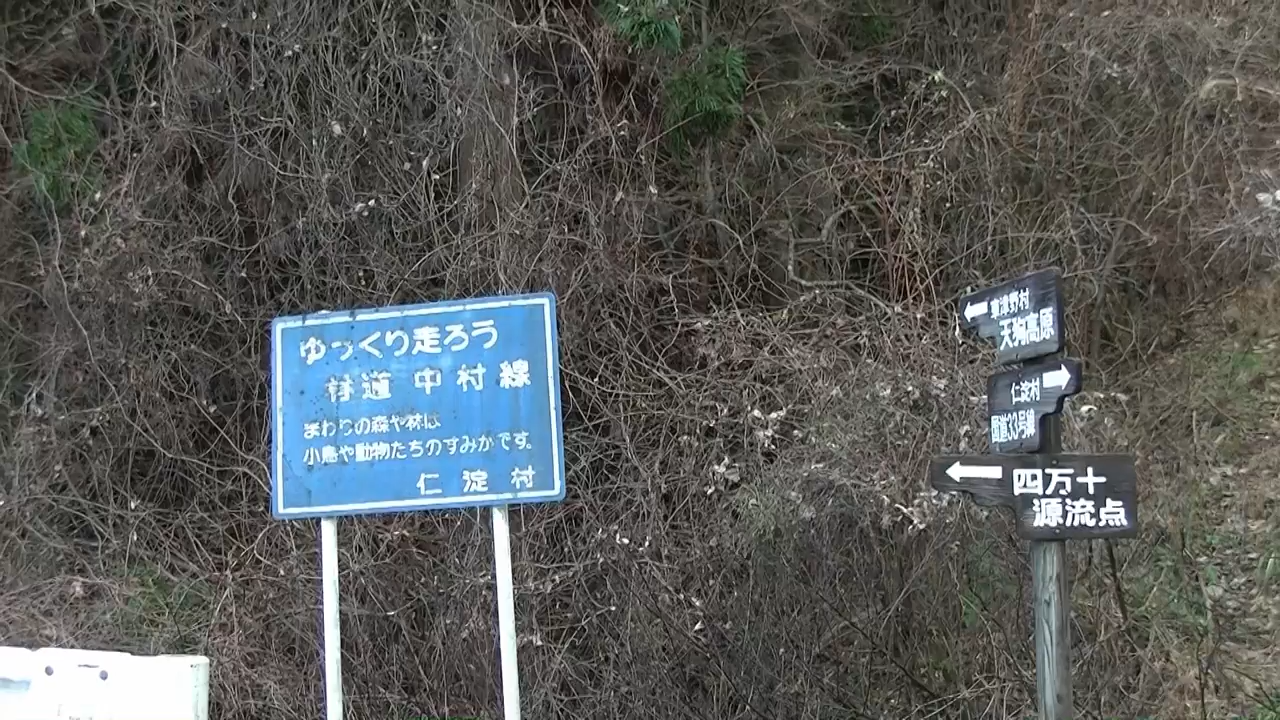 ゆっくり走ろう
林道 中村線
まわりの森や林は
小鳥や動物たちのすみかです。
仁淀村
東津野村
天狗高原
仁淀村
国道33号線
四万十
源流点